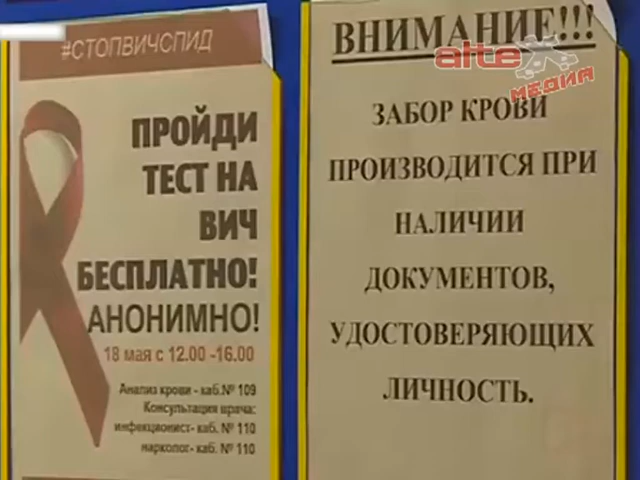 #СТОПВИЧСПИД
ПРОЙДИ
ТЕСТ НА
ВИЧ
БЕСПЛАТНО!
АНОНИМНО!
18 мая с 12.00 -16.00
Анализ крови - каб.№ 109
Консультация врача:
инфекционист- каб. № 110
нарколог- каб. № 110
ВНИМАНИЕ!!!
alteX
МЕДИА
ЗАБОР КРОВИ
ПРОИЗВОДИТСЯ ПРИ
НАЛИЧИИ
ДОКУМЕНТОВ,
УДОСТОВЕРЯЮЩИХ
ЛИЧНОСТЬ.